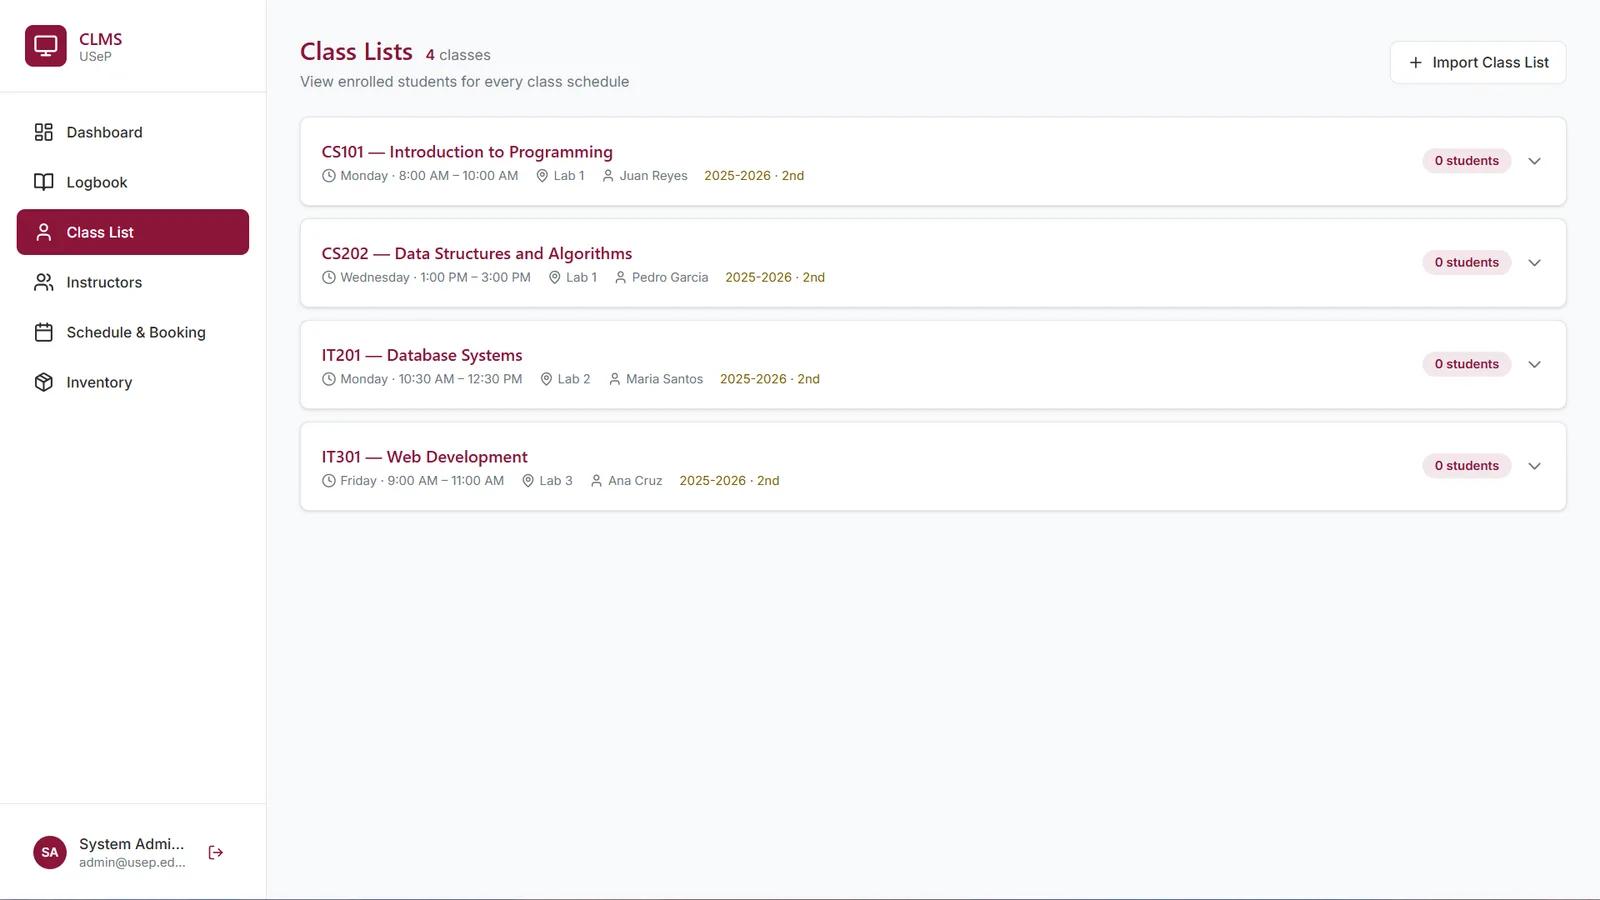 CLMS
USeP
Dashboard
Logbook
Class List
Instructors
Schedule & Booking
Inventory
SA
System Admi...
admin@usep.ed...
Class Lists 4 classes
View enrolled students for every class schedule
Import Class List
CS101 — Introduction to Programming
Monday · 8:00 AM – 10:00 AM Lab 1 Juan Reyes 2025-2026 · 2nd
0 students
CS202 — Data Structures and Algorithms
Wednesday · 1:00 PM – 3:00 PM Lab 1 Pedro Garcia 2025-2026 · 2nd
0 students
IT201 — Database Systems
Monday · 10:30 AM – 12:30 PM Lab 2 Maria Santos 2025-2026 · 2nd
0 students
IT301 — Web Development
Friday · 9:00 AM – 11:00 AM Lab 3 Ana Cruz 2025-2026 · 2nd
0 students